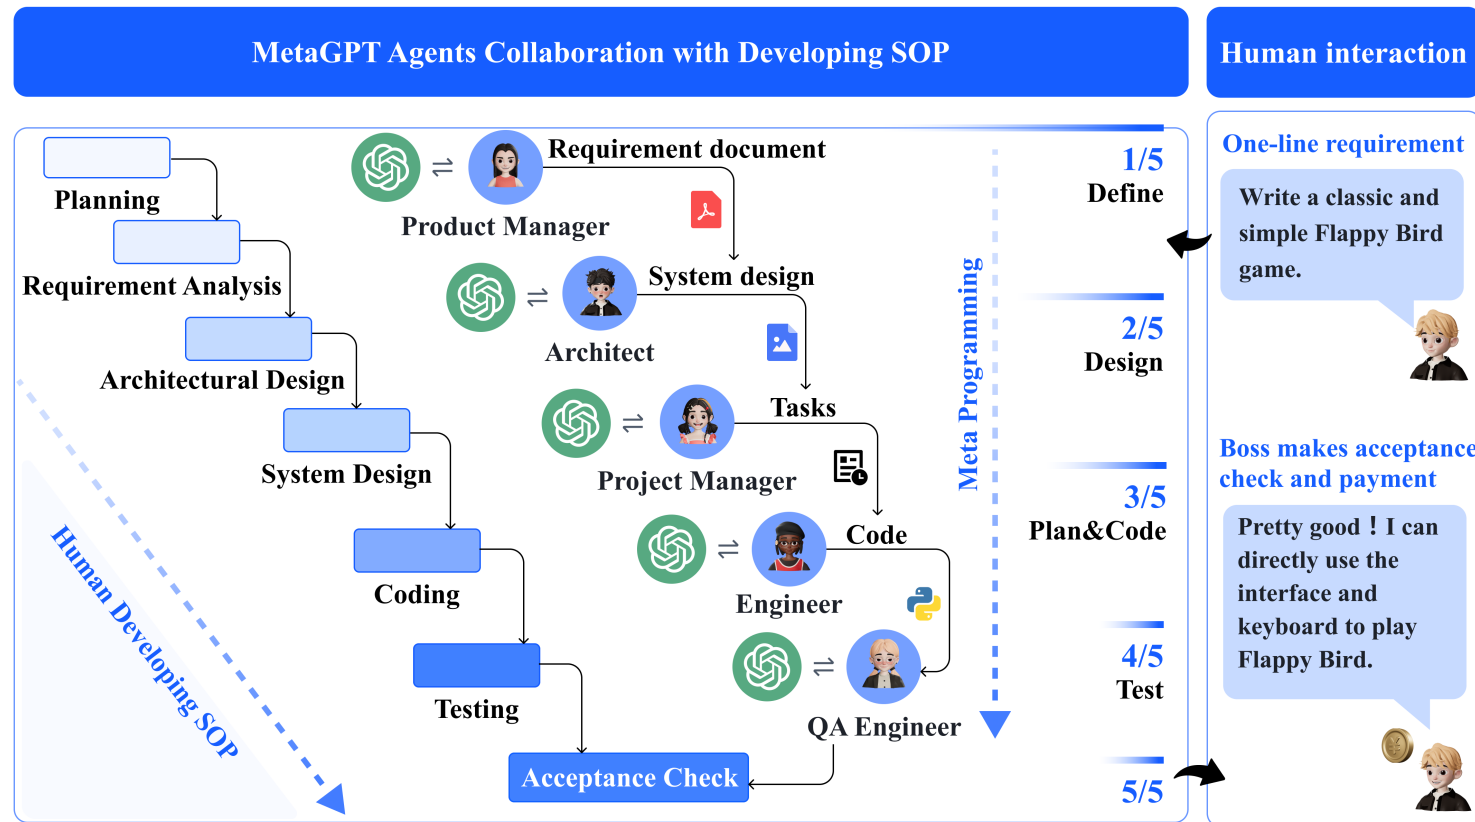 MetaGPT Agents Collaboration with Developing SOP
Human interaction
Planning
Requirement Analysis
Architectural Design
System Design
Coding
Testing
Acceptance Check
Human Developing SOP
Requirement document
Product Manager
System design
Architect
Tasks
Project Manager
Code
Engineer
QA Engineer
Meta Programming
1/5
Define
2/5
Design
3/5
Plan&Code
4/5
Test
5/5
One-line requirement
Write a classic and
simple Flappy Bird
game.
Boss makes acceptance
check and payment
Pretty good！I can
directly use the
interface and
keyboard to play
Flappy Bird.
¥